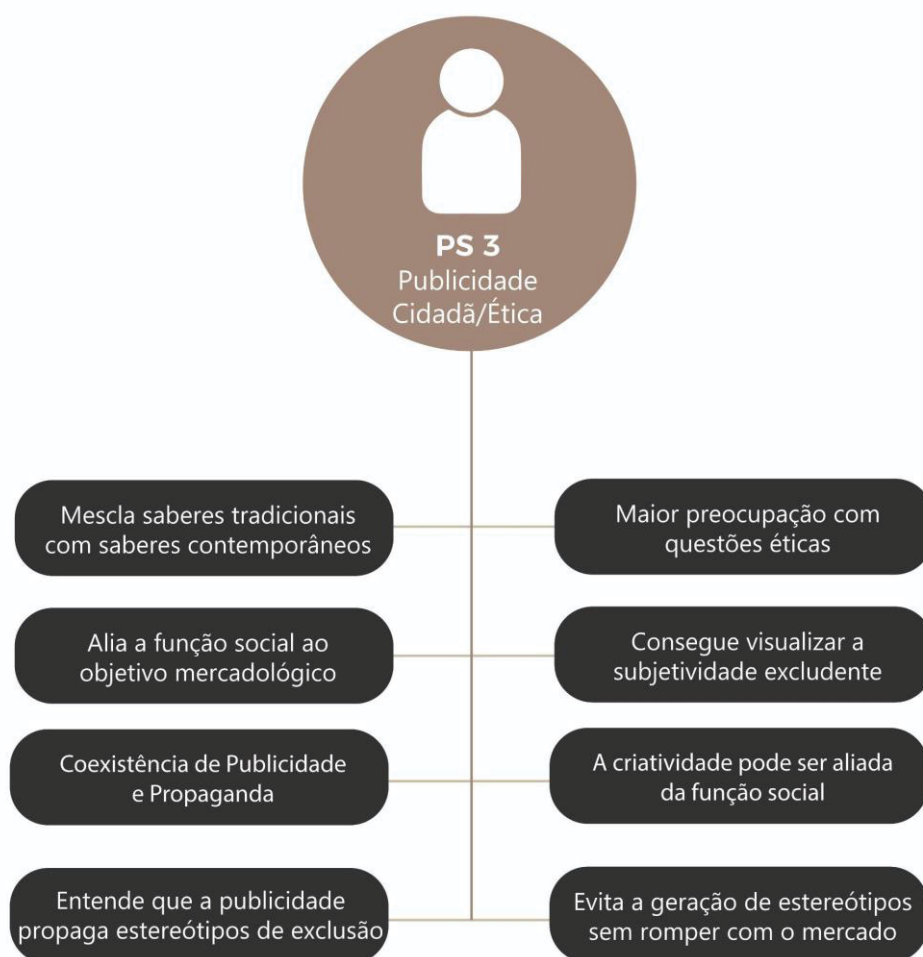 PS 3
Publicidade
Cidadã/Ética
Mescla saberes tradicionais
com saberes contemporâneos
Maior preocupação com
questões éticas
Alia a função social ao
objetivo mercadológico
Consegue visualizar a
subjetividade excludente
Coexistência de Publicidade
e Propaganda
A criatividade pode ser aliada
da função social
Entende que a publicidade
propaga estereótipos de exclusão
Evita a geração de estereótipos
sem romper com o mercado